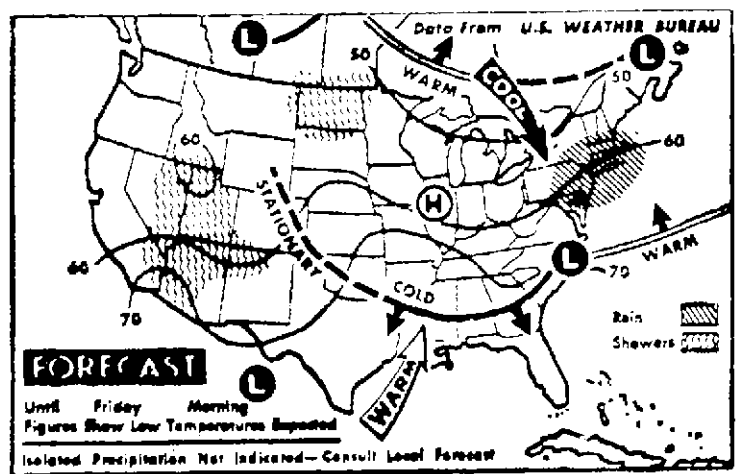 Data From U.S. WEATHER BUREAU
L
L
50
WARM
COOL
50
60
60
H
STATIONARY
WARM
60
L
70
COLD
70
Rain
Showers
FORECAST
L
WARM
Until Friday Morning
Figures Show Low Temperatures Expected
Isolated Precipitation Not Indicated—Consult Local Forecast